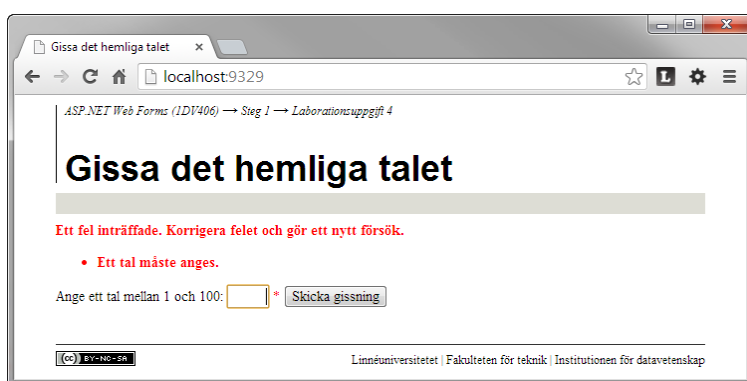 Gissa det hemliga talet
localhost:9329
ASP.NET Web Forms (1DV406) → Steg 1 → Laborationsuppgift 4
Gissa det hemliga talet
Ett fel inträffade. Korrigera felet och gör ett nytt försök.
• Ett tal måste anges.
Ange ett tal mellan 1 och 100: * Skicka gissning
(cc) BY-NC-SA Linnéuniversitetet | Fakulteten för teknik | Institutionen för datavetenskap